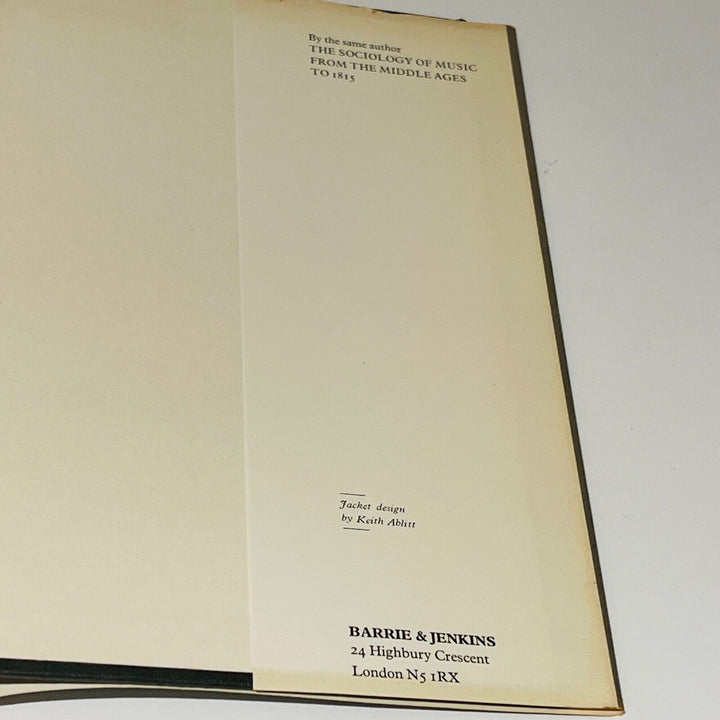 By the same author
THE SOCIOLOGY OF MUSIC
FROM THE MIDDLE AGES
TO 1815
Jacket design
by Keith Ablitt
BARRIE & JENKINS
24 Highbury Crescent
London N5 1RX